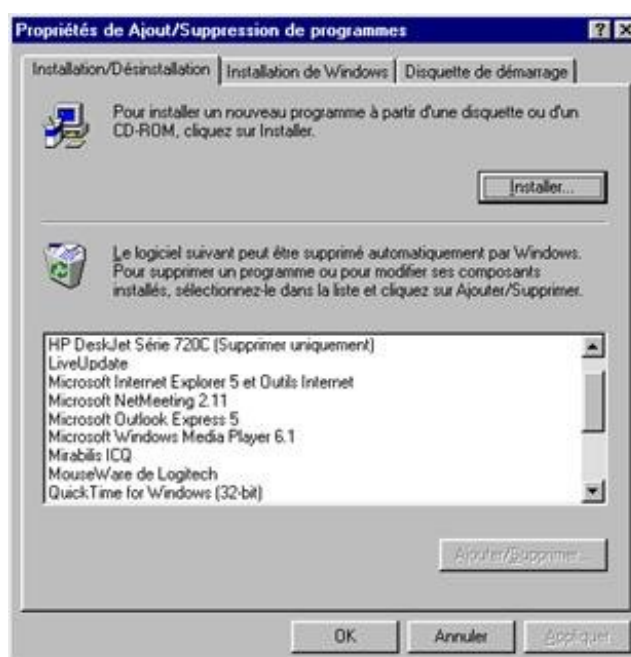 Propriétés de Ajout/Suppression de programmes
Installation/Désinstallation
Installation de Windows
Disquette de démarrage
Pour installer un nouveau programme à partir d'une disquette ou d'un
CD-ROM, cliquez sur Installer.
Installer...
Le logiciel suivant peut être supprimé automatiquement par Windows.
Pour supprimer un programme ou pour modifier ses composants
installés, sélectionnez-le dans la liste et cliquez sur Ajouter/Supprimer.
HP DeskJet Série 720C (Supprimer uniquement)
LiveUpdate
Microsoft Internet Explorer 5 et Outils Internet
Microsoft NetMeeting 2.11
Microsoft Outlook Express 5
Microsoft Windows Media Player 6.1
Mirabilis ICQ
MouseWare de Logitech
QuickTime for Windows (32-bit)
Ajouter/Supprimer...
OK
Annuler
Appliquer